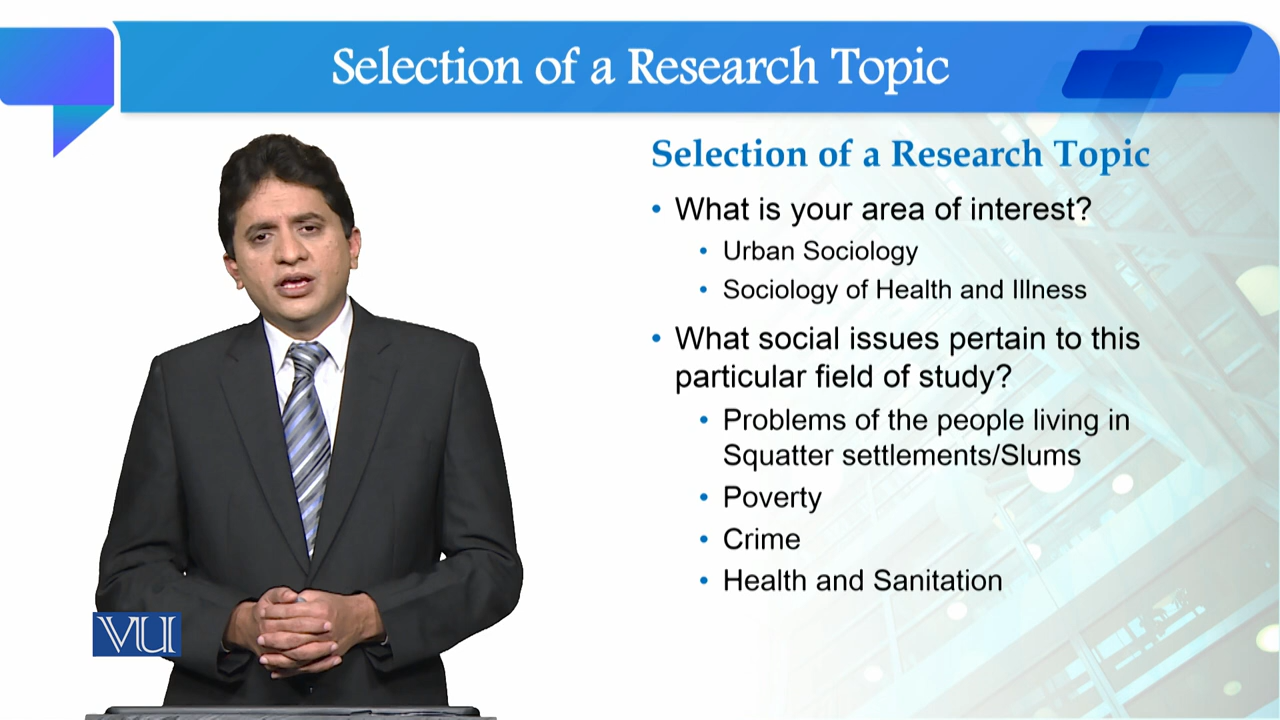 Selection of a Research Topic
Selection of a Research Topic
• What is your area of interest?
• Urban Sociology
• Sociology of Health and Illness
• What social issues pertain to this
particular field of study?
• Problems of the people living in
Squatter settlements/Slums
• Poverty
• Crime
• Health and Sanitation
VU